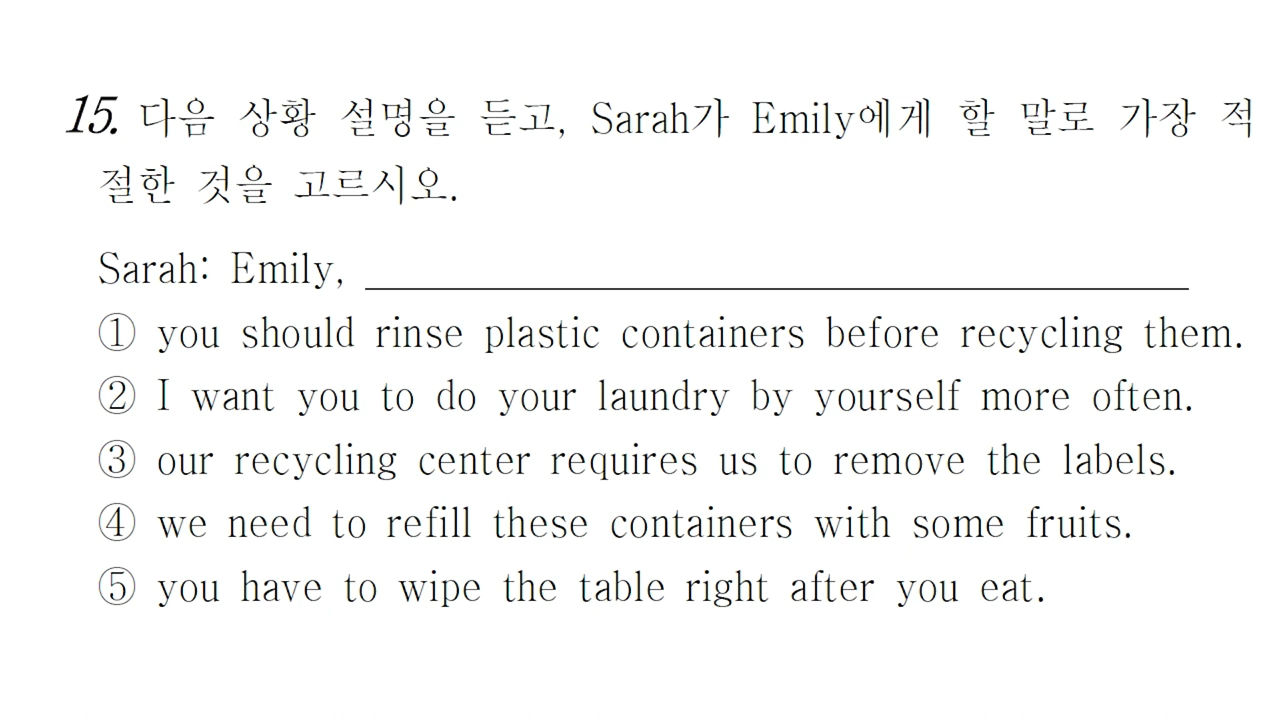 15. 다음 상황 설명을 듣고, Sarah가 Emily에게 할 말로 가장 적
절한 것을 고르시오.
Sarah: Emily, ______________________________
① you should rinse plastic containers before recycling them.
② I want you to do your laundry by yourself more often.
③ our recycling center requires us to remove the labels.
④ we need to refill these containers with some fruits.
⑤ you have to wipe the table right after you eat.